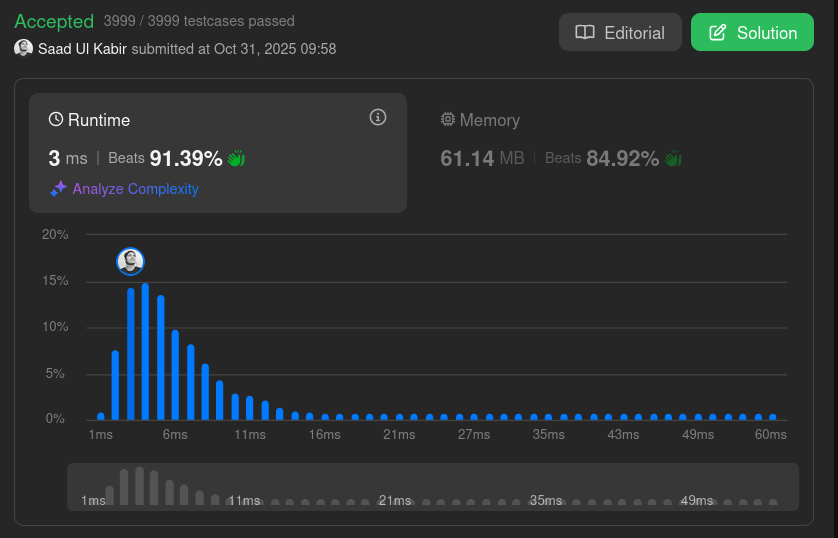 Accepted 3999 / 3999 testcases passed
Saad Ul Kabir submitted at Oct 31, 2025 09:58
Editorial
Solution
Runtime
3 ms | Beats 91.39%
Analyze Complexity
Memory
61.14 MB | Beats 84.92%
20%
15%
10%
5%
0%
1ms 6ms 11ms 16ms 21ms 27ms 35ms 43ms 49ms 60ms
1ms 11ms 21ms 35ms 49ms